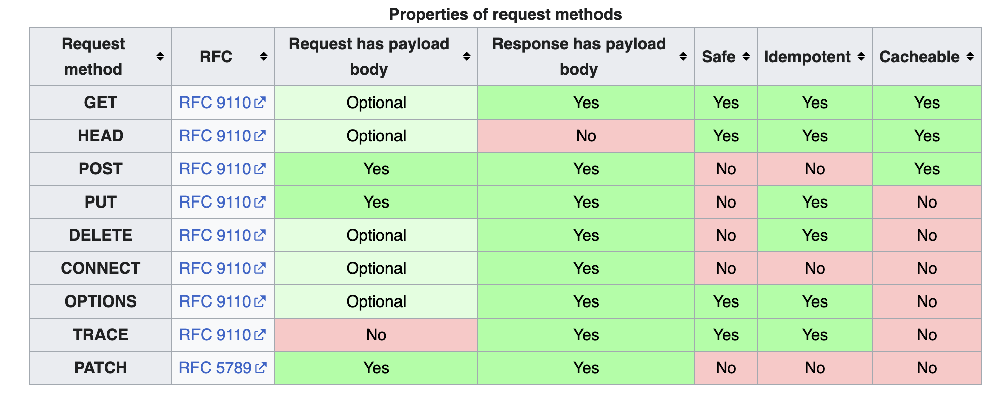 Properties of request methods
Request method RFC Request has payload body Response has payload body Safe Idempotent Cacheable
GET RFC 9110 Optional Yes Yes Yes Yes
HEAD RFC 9110 Optional No Yes Yes Yes
POST RFC 9110 Yes Yes No No Yes
PUT RFC 9110 Yes Yes No Yes No
DELETE RFC 9110 Optional Yes No Yes No
CONNECT RFC 9110 Optional Yes No No No
OPTIONS RFC 9110 Optional Yes Yes Yes No
TRACE RFC 9110 No Yes Yes Yes No
PATCH RFC 5789 Yes Yes No No No